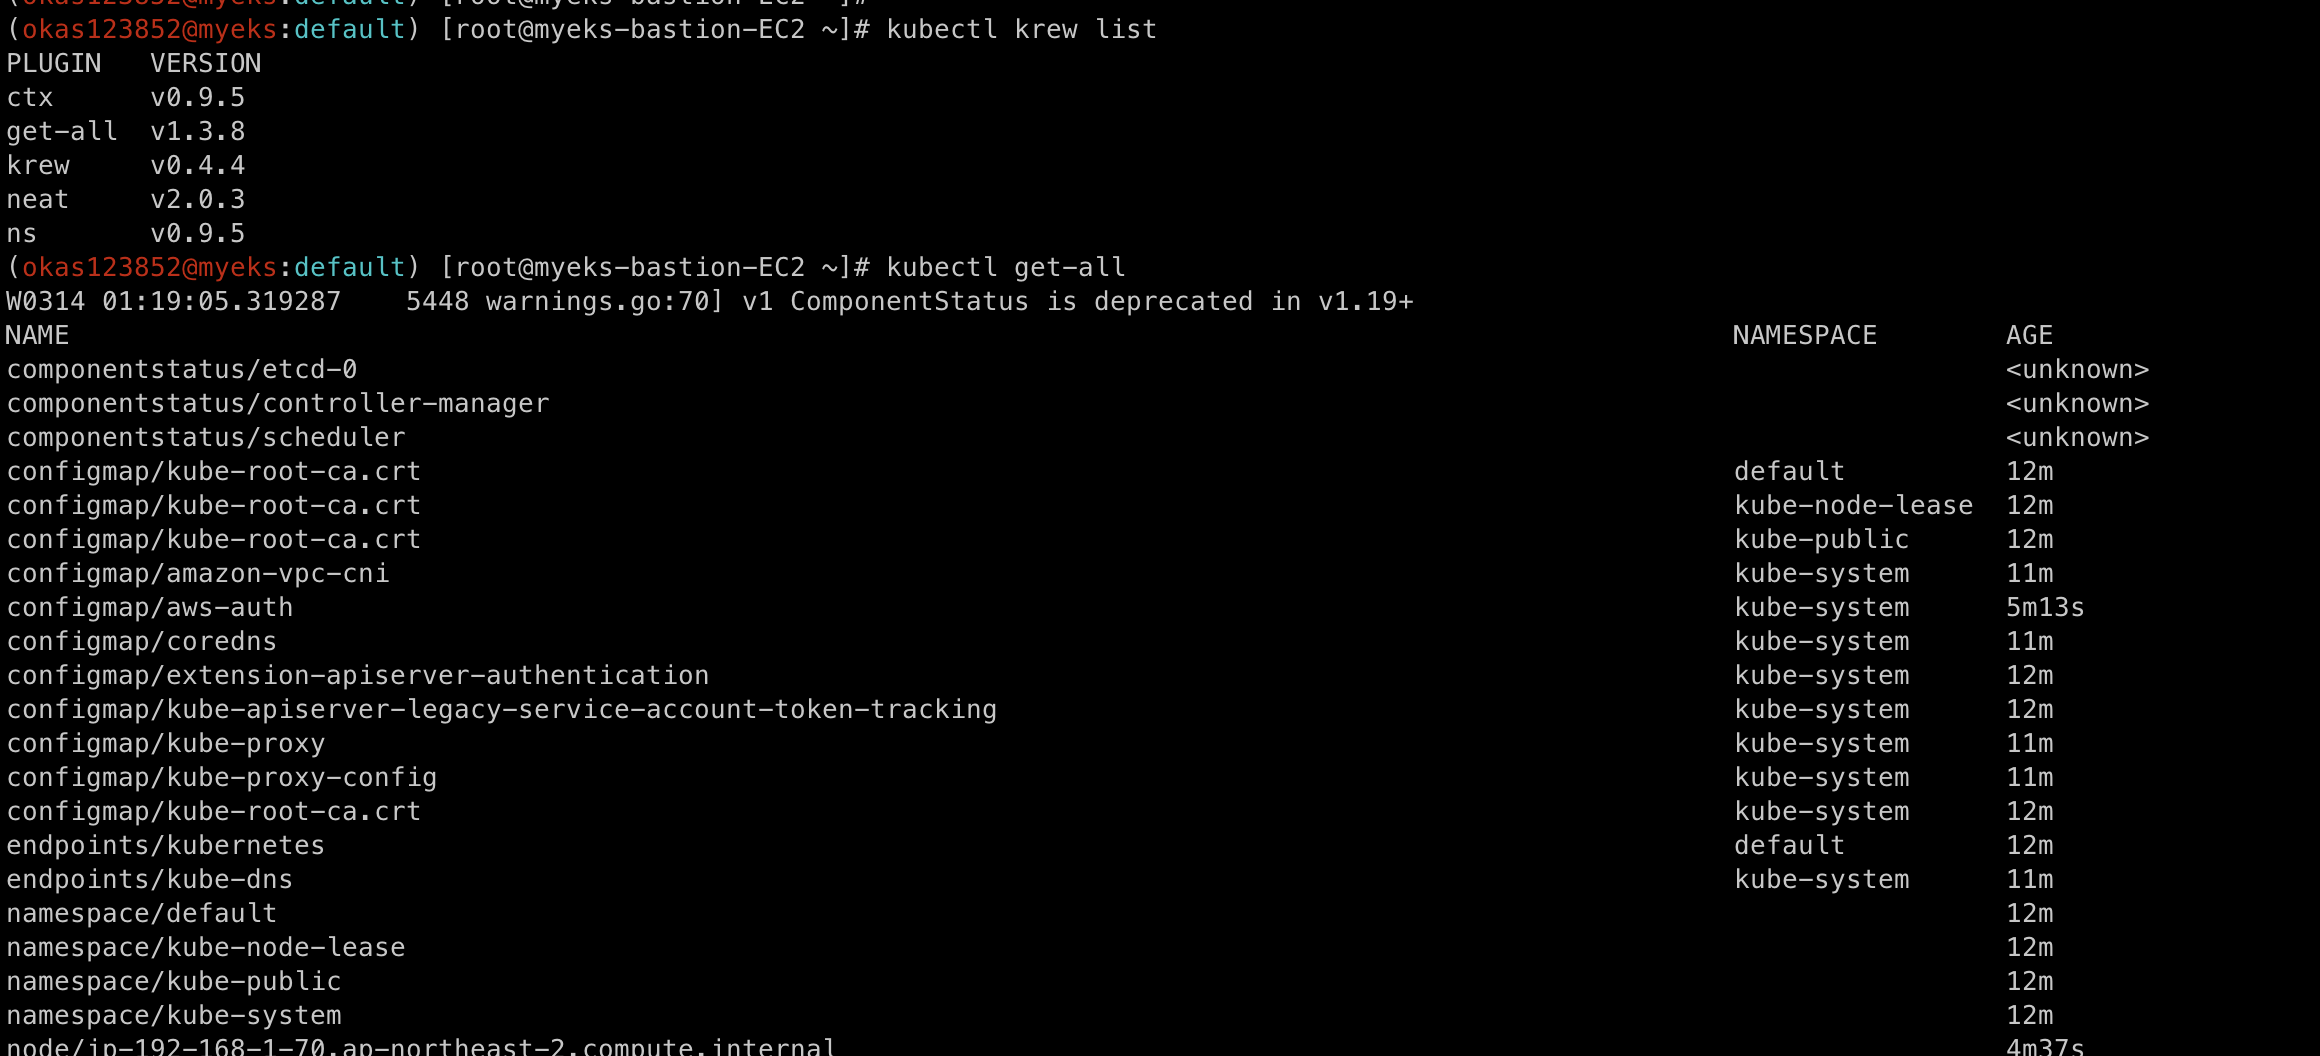 (okas123852@myeks:default) [root@myeks-bastion-EC2 ~]#
(okas123852@myeks:default) [root@myeks-bastion-EC2 ~]# kubectl krew list
PLUGIN   VERSION
ctx      v0.9.5
get-all  v1.3.8
krew     v0.4.4
neat     v2.0.3
ns       v0.9.5
(okas123852@myeks:default) [root@myeks-bastion-EC2 ~]# kubectl get-all
W0314 01:19:05.319287    5448 warnings.go:70] v1 ComponentStatus is deprecated in v1.19+
NAME NAMESPACE AGE
componentstatus/etcd-0 <unknown>
componentstatus/controller-manager <unknown>
componentstatus/scheduler <unknown>
configmap/kube-root-ca.crt default 12m
configmap/kube-root-ca.crt kube-node-lease 12m
configmap/kube-root-ca.crt kube-public 12m
configmap/amazon-vpc-cni kube-system 11m
configmap/aws-auth kube-system 5m13s
configmap/coredns kube-system 11m
configmap/extension-apiserver-authentication kube-system 12m
configmap/kube-apiserver-legacy-service-account-token-tracking kube-system 12m
configmap/kube-proxy kube-system 11m
configmap/kube-proxy-config kube-system 11m
configmap/kube-root-ca.crt kube-system 12m
endpoints/kubernetes default 12m
endpoints/kube-dns kube-system 11m
namespace/default 12m
namespace/kube-node-lease 12m
namespace/kube-public 12m
namespace/kube-system 12m
node/ip-192-168-1-70.ap-northeast-2.compute.internal 4m37s